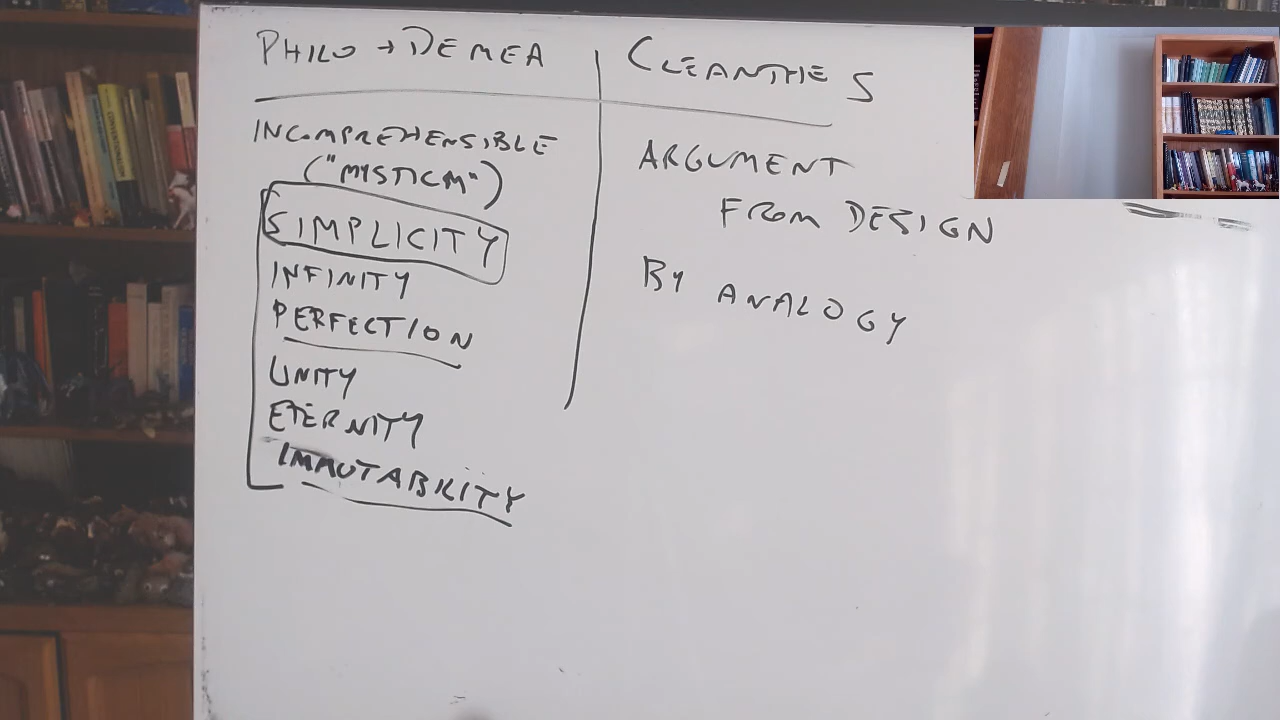 PHILO + DEMEA
INCOMPREHENSIBLE
("MYSTICM")
SIMPLICITY
INFINITY
PERFECTION
UNITY
ETERNITY
IMMUTABILITY
CLEANTHES
ARGUMENT
FROM DESIGN
BY ANALOGY